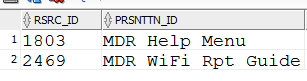 RSRC_ID PRSNTTN_ID
1 1803 MDR Help Menu
2 2469 MDR WiFi Rpt Guide